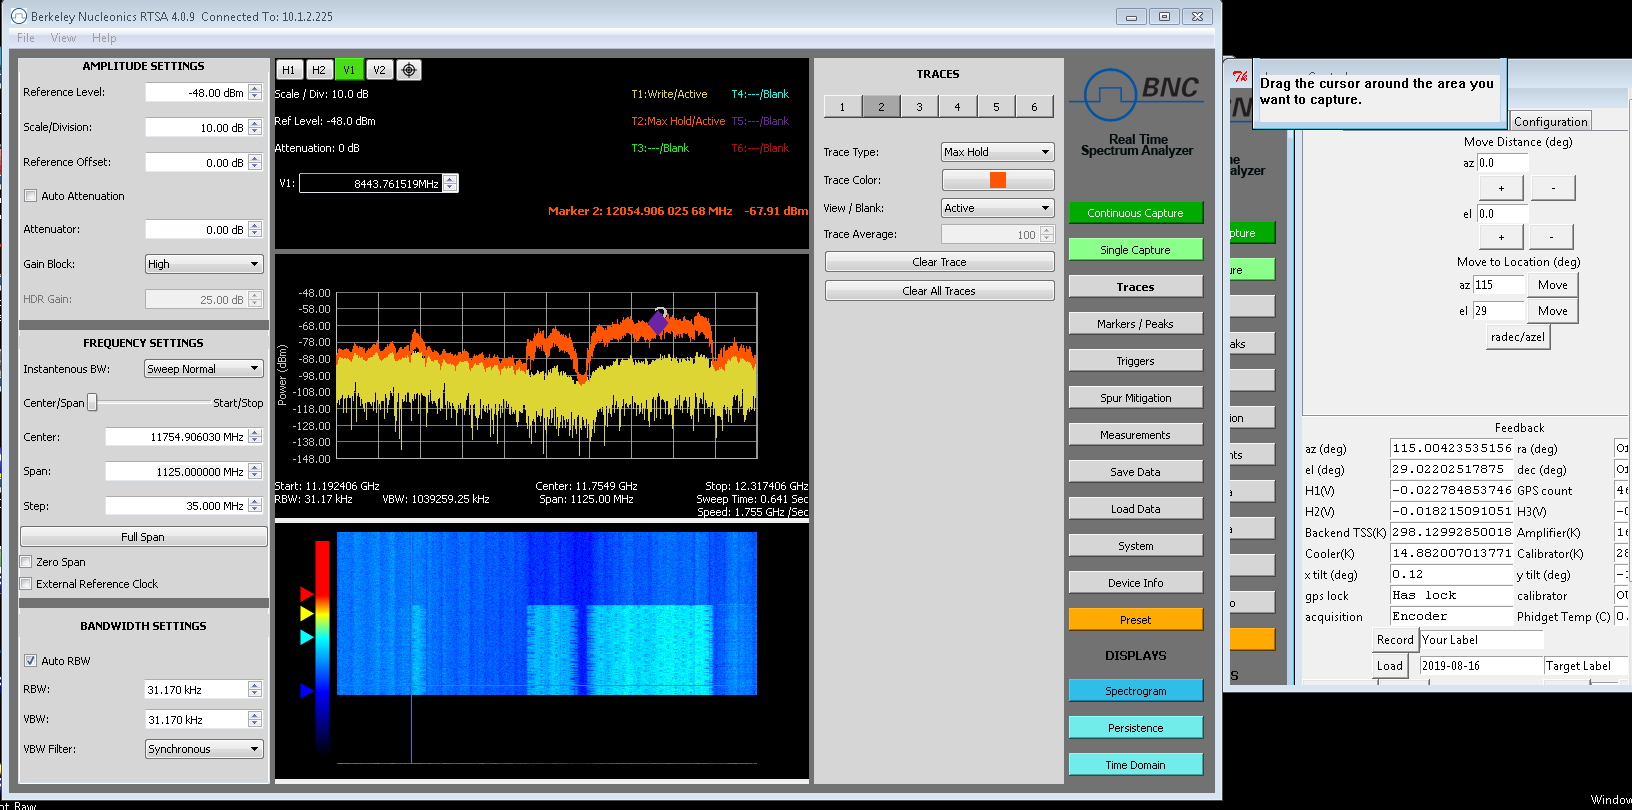 Berkeley Nucleonics RTSA 4.0.9 Connected To: 10.1.2.225
File View Help
AMPLITUDE SETTINGS
Reference Level: -48.00 dBm
Scale/Division: 10.00 dB
Reference Offset: 0.00 dB
Auto Attenuation
Attenuator: 0.00 dB
Gain Block: High
HDR Gain: 25.00 dB
FREQUENCY SETTINGS
Instantenous BW: Sweep Normal
Center/Span Start/Stop
Center: 11754.906030 MHz
Span: 1125.000000 MHz
Step: 35.000 MHz
Full Span
Zero Span
External Reference Clock
BANDWIDTH SETTINGS
Auto RBW
RBW: 31.170 kHz
VBW: 31.170 kHz
VBW Filter: Synchronous
H1 H2 V1 V2
Scale / Div: 10.0 dB T1:Write/Active T4:---/Blank
Ref Level: -48.0 dBm T2:Max Hold/Active T5:---/Blank
Attenuation: 0 dB T3:---/Blank T6:---/Blank
V1: 8443.761519MHz
Marker 2: 12054.906 025 68 MHz -67.91 dBm
Power (dBm)
-48.00
-58.00
-68.00
-78.00
-88.00
-98.00
-108.00
-118.00
-128.00
-138.00
-148.00
2
Start: 11.192406 GHz Center: 11.7549 GHz Stop: 12.317406 GHz
RBW: 31.17 kHz VBW: 1039259.25 kHz Span: 1125.00 MHz Sweep Time: 0.641 Sec
Speed: 1.755 GHz /Sec
TRACES
1 2 3 4 5 6
Trace Type: Max Hold
Trace Color:
View / Blank: Active
Trace Average: 100
Clear Trace
Clear All Traces
BNC
Real Time
Spectrum Analyzer
Continuous Capture
Single Capture
Traces
Markers / Peaks
Triggers
Spur Mitigation
Measurements
Save Data
Load Data
System
Device Info
Preset
DISPLAYS
Spectrogram
Persistence
Time Domain
Drag the cursor around the area you
want to capture.
Configuration
Move Distance (deg)
az 0.0
+ -
el 0.0
+ -
Move to Location (deg)
az 115 Move
el 29 Move
radec/azel
Feedback
az (deg) 115.00423535156 ra (deg)
el (deg) 29.02202517875 dec (deg)
H1(V) -0.022784853746 GPS count
H2(V) -0.018215091051 H3(V)
Backend TSS(K) 298.12992850018 Amplifier(K)
Cooler(K) 14.882007013771 Calibrator(K)
x tilt (deg) 0.12 y tilt (deg)
gps lock Has lock calibrator
acquisition Encoder Phidget Temp (C)
Record Your Label
Load 2019-08-16 Target Label
ot Raw
Window